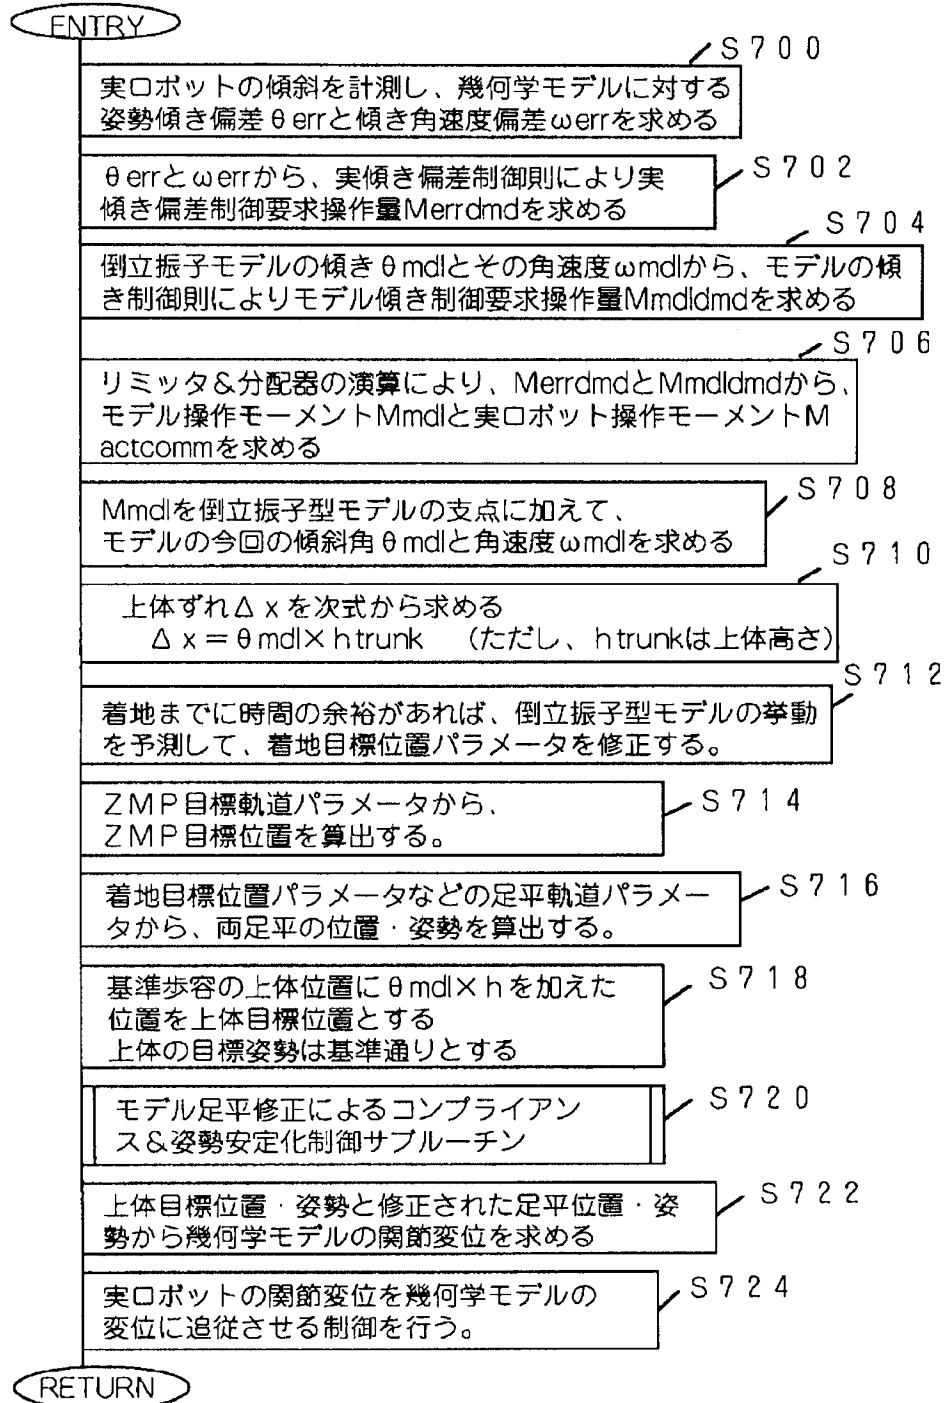 ENTRY
S700
実ロボットの傾斜を計測し、幾何学モデルに対する
姿勢傾き偏差θerrと傾き角速度偏差ωerrを求める
S702
θerrとωerrから、実傾き偏差制御則により実
傾き偏差制御要求操作量Merrdmdを求める
S704
倒立振子モデルの傾きθmdlとその角速度ωmdlから、モデルの傾
き制御則によりモデル傾き制御要求操作量Mmdldmdを求める
S706
リミッタ&分配器の演算により、MerrdmdとMmdldmdから、
モデル操作モーメントMmdlと実ロボット操作モーメントM
actcommを求める
S708
Mmdlを倒立振子型モデルの支点に加えて、
モデルの今回の傾斜角θmdlと角速度ωmdlを求める
S710
上体ずれΔxを次式から求める
Δx=θmdl×htrunk (ただし、htrunkは上体高さ)
S712
着地までに時間の余裕があれば、倒立振子型モデルの挙動
を予測して、着地目標位置パラメータを修正する。
S714
ZMP目標軌道パラメータから、
ZMP目標位置を算出する。
S716
着地目標位置パラメータなどの足平軌道パラメー
タから、両足平の位置・姿勢を算出する。
S718
基準歩容の上体位置にθmdl×hを加えた
位置を上体目標位置とする
上体の目標姿勢は基準通りとする
S720
モデル足平修正によるコンプライアン
ス&姿勢安定化制御サブルーチン
S722
上体目標位置・姿勢と修正された足平位置・姿
勢から幾何学モデルの関節変位を求める
S724
実ロボットの関節変位を幾何学モデルの
変位に追従させる制御を行う。
RETURN